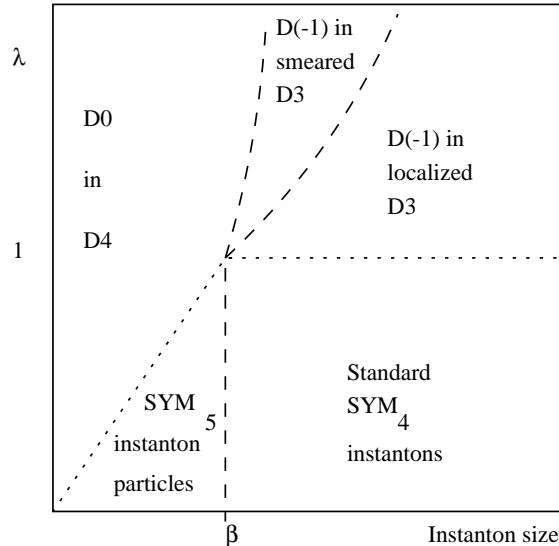 λ
D(-1) in
smeared
D3
D0
in
D4
D(-1) in
localized
D3
1
SYM 5
instanton
particles
Standard
SYM 4
instantons
β
Instanton size